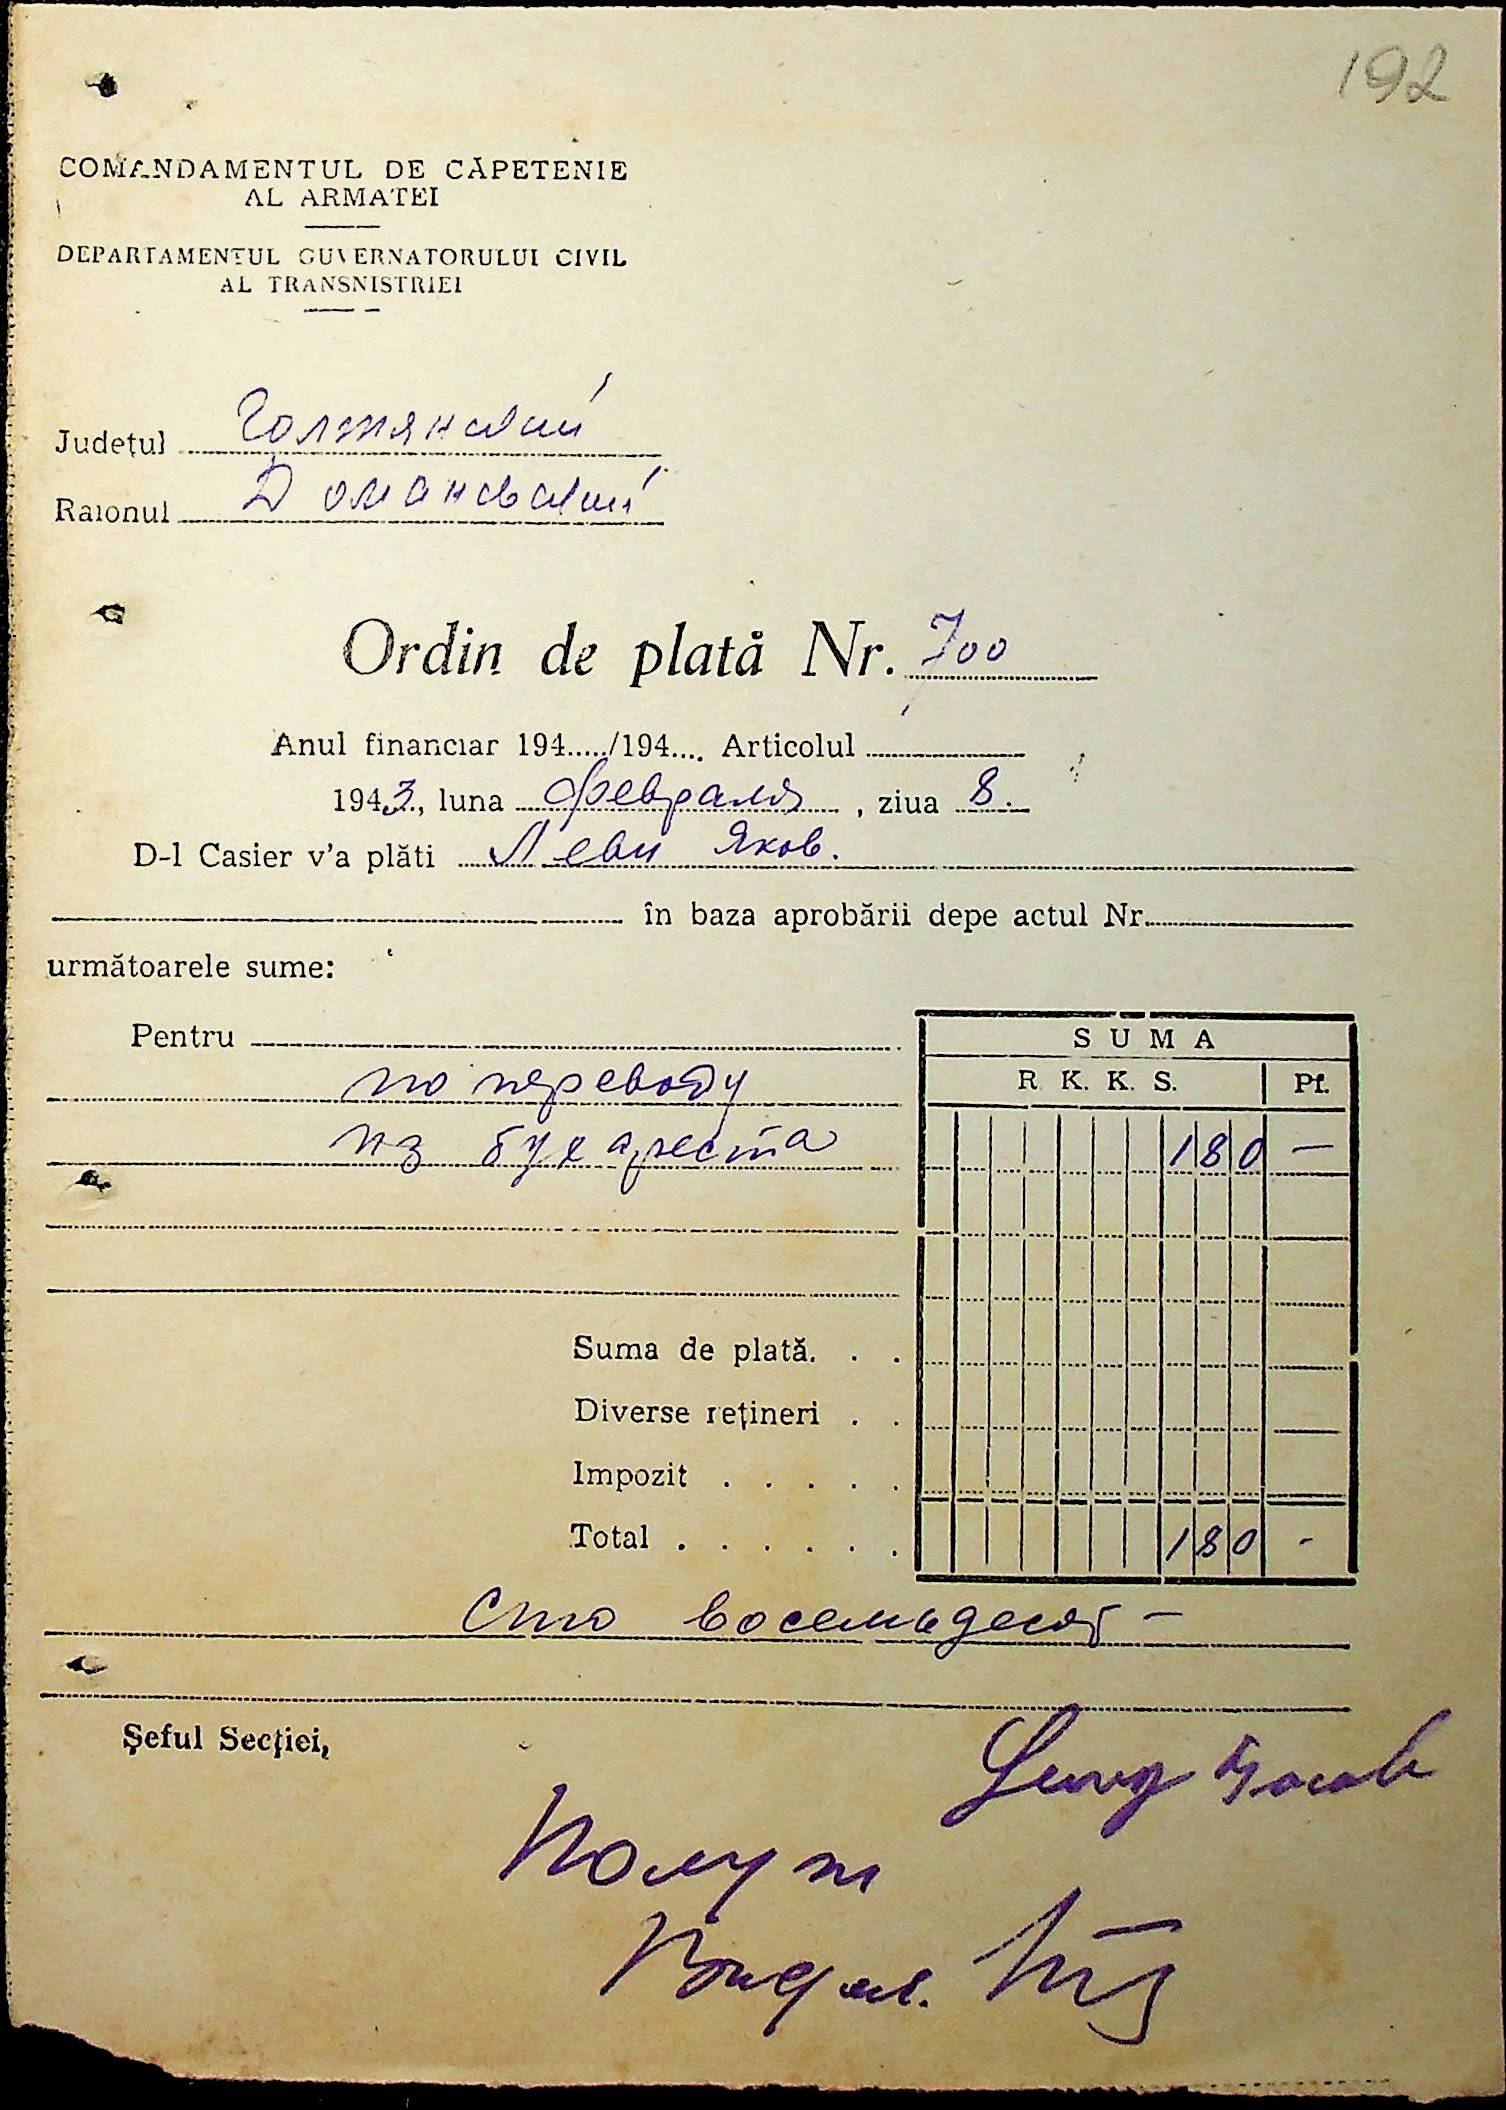 192
COMANDAMENTUL DE CĂPETENIE
AL ARMATEI
DEPARTAMENTUL GUVERNATORULUI CIVIL
AL TRANSNISTRIEI
Județul Голтянский
Raionul Домановский
Ordin de plată Nr. 700
Anul financiar 194...../194.... Articolul
1943, luna февраля, ziua 8.
D-l Casier v'a plăti Леви Яков.
în baza aprobării depe actul Nr.
următoarele sume:
Pentru
SUMA
по переводу
R. K. K. S. Pf.
из бухареста 180 —
Suma de plată. . .
Diverse rețineri . .
Impozit . . . . .
Total . . . . . . 180 -
Сто восемьдесят —
Șeful Secției,